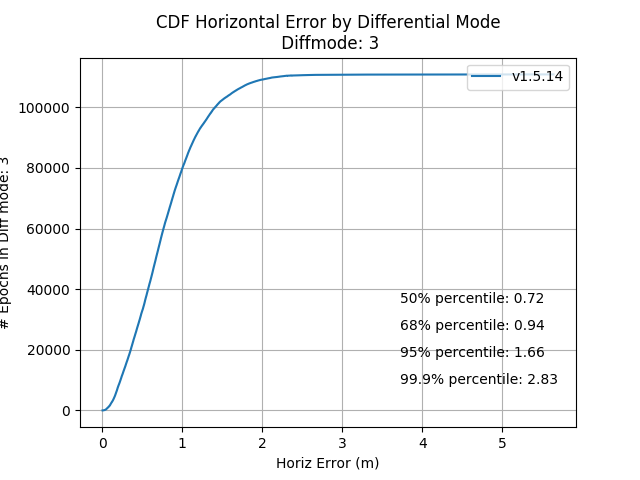 CDF Horizontal Error by Differential Mode
Diffmode: 3
v1.5.14
100000
80000
60000
40000
20000
0
# Epochs in Diff mode: 3
50% percentile: 0.72
68% percentile: 0.94
95% percentile: 1.66
99.9% percentile: 2.83
0 1 2 3 4 5
Horiz Error (m)